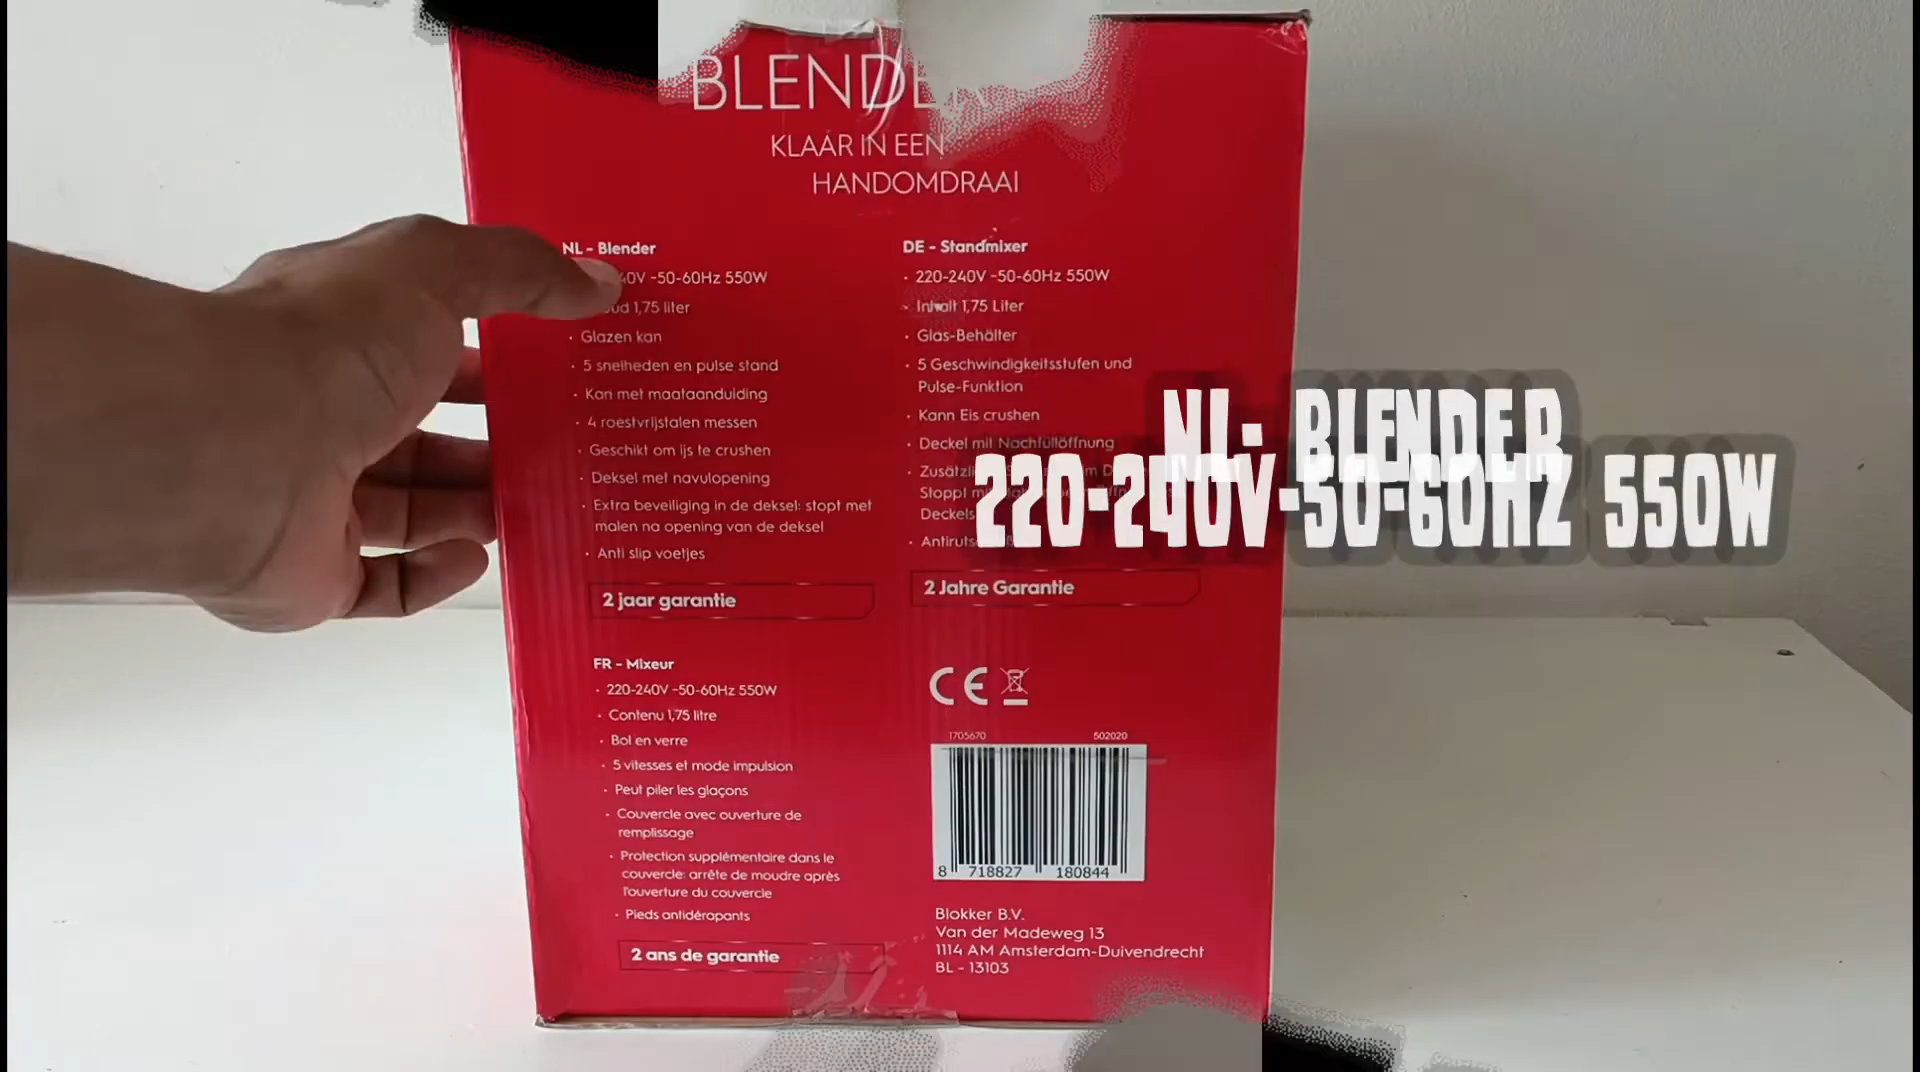 BLENDER
KLAAR IN EEN
HANDOMDRAAI
NL - Blender
40V -50-60Hz 550W
1,75 liter
• Glazen kan
• 5 snelheden en pulse stand
• Kan met maataanduiding
• 4 roestvrijstalen messen
• Geschikt om ijs te crushen
• Deksel met navulopening
• Extra beveiliging in de deksel: stopt met
malen na opening van de deksel
• Anti slip voetjes
2 jaar garantie
DE - Standmixer
• 220-240V -50-60Hz 550W
• Inhalt 1,75 Liter
• Glas-Behälter
• 5 Geschwindigkeitsstufen und
Pulse-Funktion
• Kann Eis crushen
• Deckel mit Nachfüllöffnung
Stoppt
2 Jahre Garantie
NL- BLENDER
220-240V-50-60HZ 550W
FR - Mixeur
• 220-240V -50-60Hz 550W
• Contenu 1,75 litre
• Bol en verre
• 5 vitesses et mode impulsion
• Peut piler les glaçons
• Couvercle avec ouverture de
remplissage
• Protection supplémentaire dans le
couvercle: arrête de moudre après
l'ouverture du couvercle
• Pieds antidérapants
2 ans de garantie
CE
1705670 502020
8 718827 180844
Blokker B.V.
Van der Madeweg 13
1114 AM Amsterdam-Duivendrecht
BL - 13103